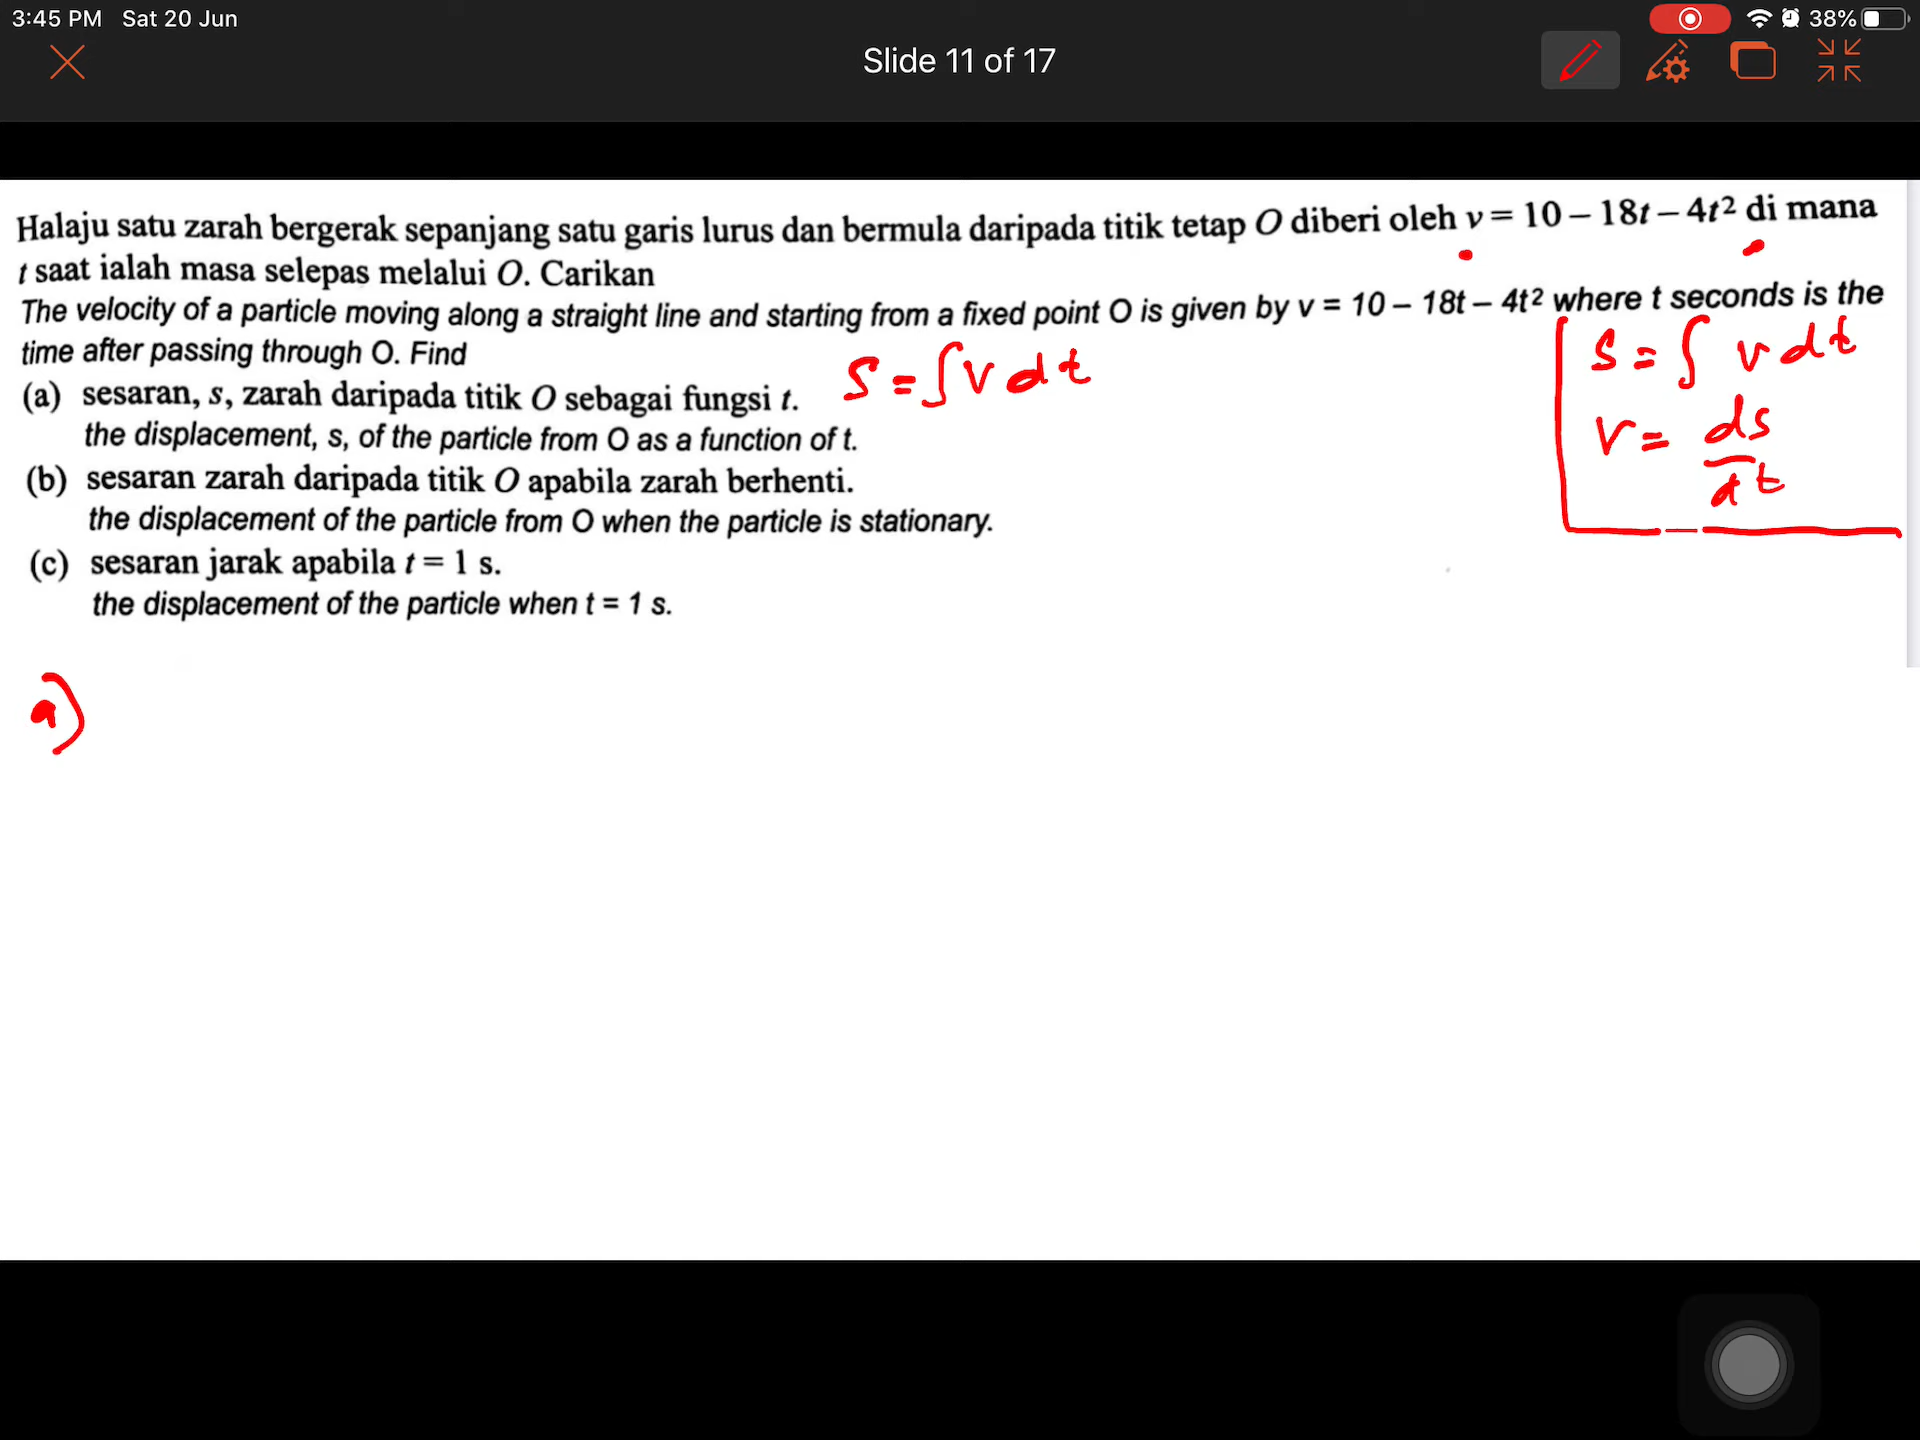 3:45 PM Sat 20 Jun
38%
Slide 11 of 17
Halaju satu zarah bergerak sepanjang satu garis lurus dan bermula daripada titik tetap O diberi oleh v = 10 – 18t – 4t² di mana
t saat ialah masa selepas melalui O. Carikan
The velocity of a particle moving along a straight line and starting from a fixed point O is given by v = 10 – 18t – 4t² where t seconds is the
time after passing through O. Find
(a) sesaran, s, zarah daripada titik O sebagai fungsi t.
the displacement, s, of the particle from O as a function of t.
(b) sesaran zarah daripada titik O apabila zarah berhenti.
the displacement of the particle from O when the particle is stationary.
(c) sesaran jarak apabila t = 1 s.
the displacement of the particle when t = 1 s.
s = ∫ v dt
s = ∫ v dt
v = ds
dt
a)